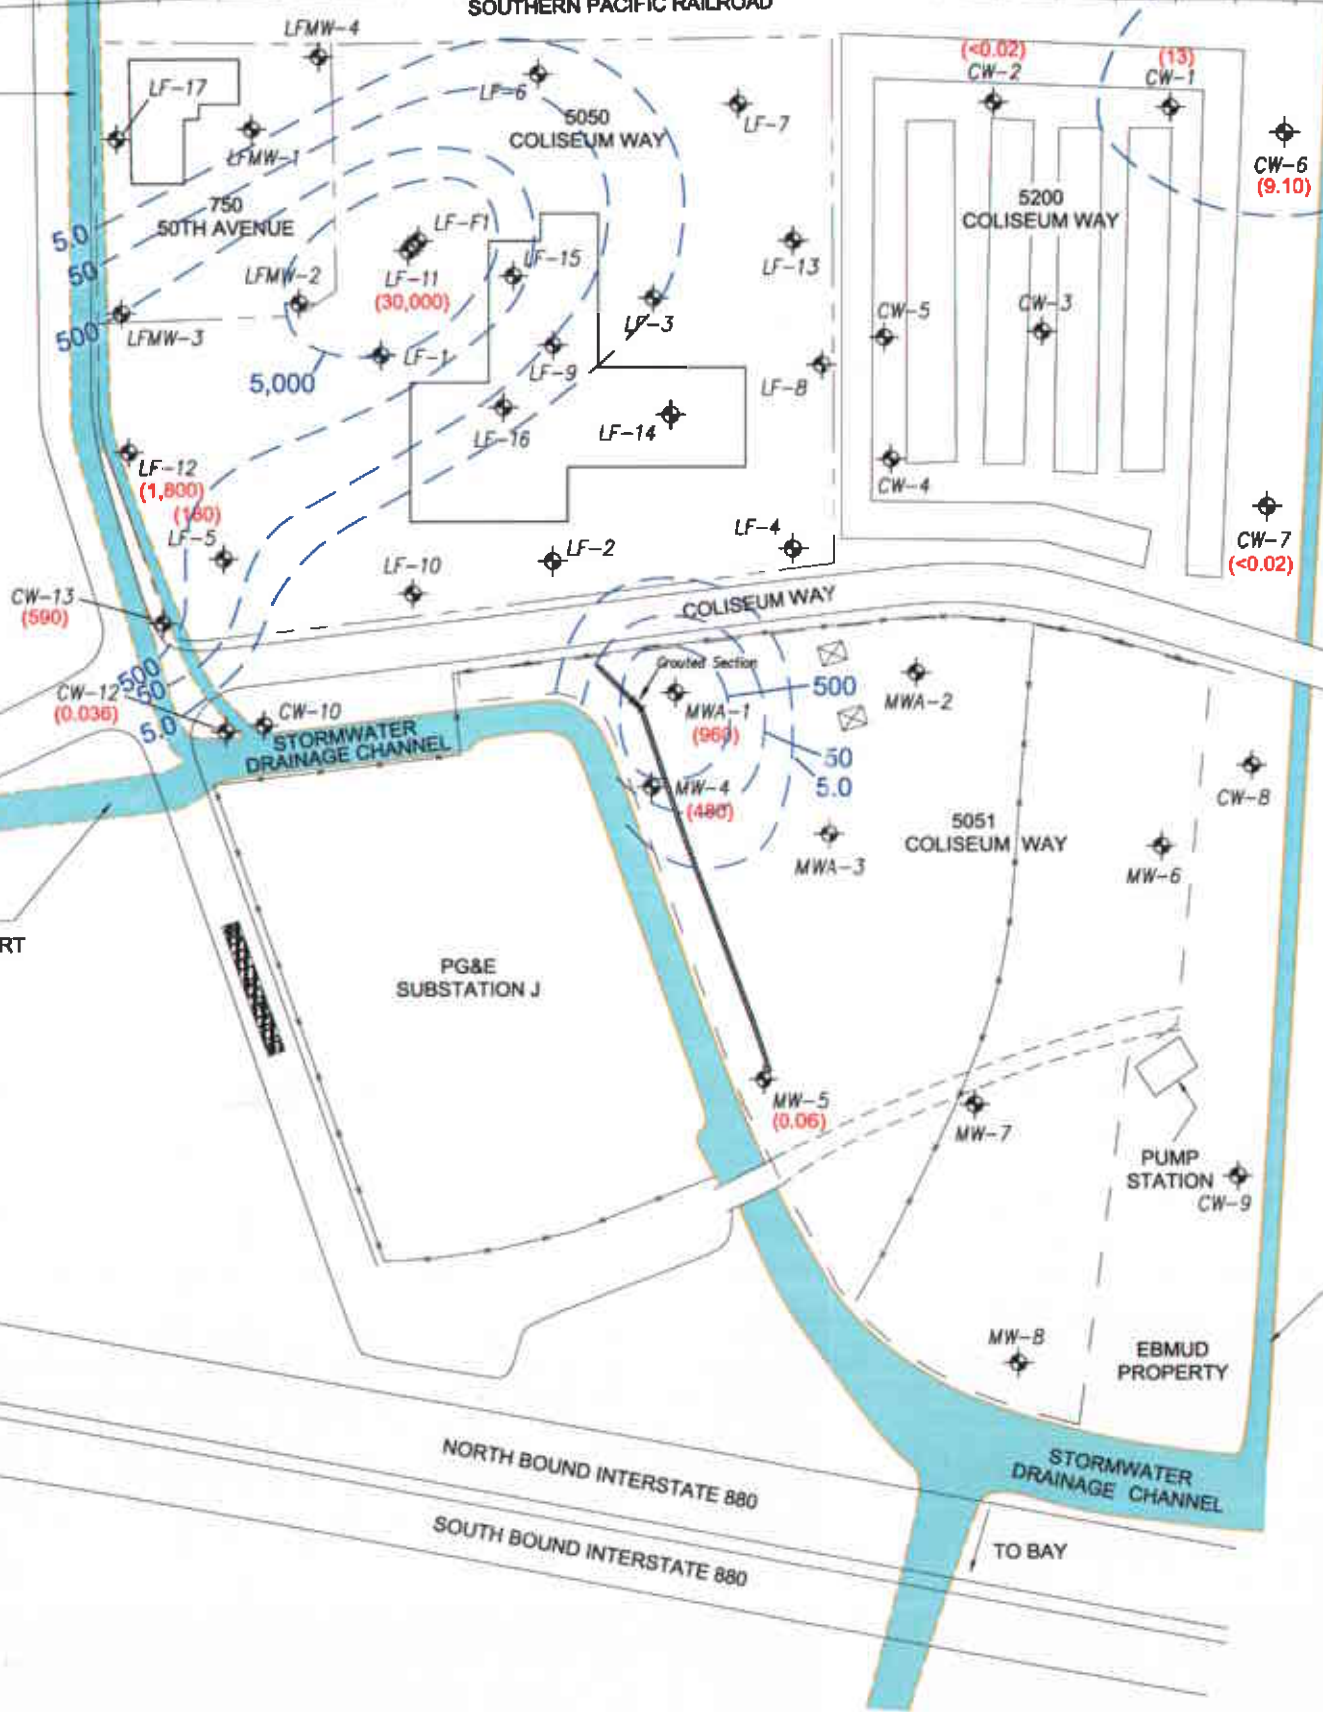 SOUTHERN PACIFIC RAILROAD
LFMW-4
LF-17
LFMW-1
LF-6
5050
COLISEUM WAY
LF-7
(<0.02)
CW-2
(13)
CW-1
CW-6
(9.10)
750
50TH AVENUE
5.0
50
500
LFMW-2
LFMW-3
LF-F1
LF-11
(30,000)
LF-15
LF-3
LF-13
5200
COLISEUM WAY
CW-5
CW-3
5,000
LF-1
LF-9
LF-8
LF-16
LF-14
CW-4
LF-12
(1,800)
(180)
LF-5
LF-10
LF-2
LF-4
CW-7
(<0.02)
CW-13
(590)
COLISEUM WAY
Grouted Section
500
50
5.0
CW-12
(0.036)
CW-10
STORMWATER
DRAINAGE CHANNEL
MWA-1
(960)
500
MWA-2
50
5.0
MW-4
(480)
MWA-3
5051
COLISEUM WAY
CW-8
MW-6
RT
PG&E
SUBSTATION J
MW-5
(0.06)
MW-7
PUMP
STATION
CW-9
MW-8
EBMUD
PROPERTY
NORTH BOUND INTERSTATE 880
SOUTH BOUND INTERSTATE 880
STORMWATER
DRAINAGE CHANNEL
TO BAY